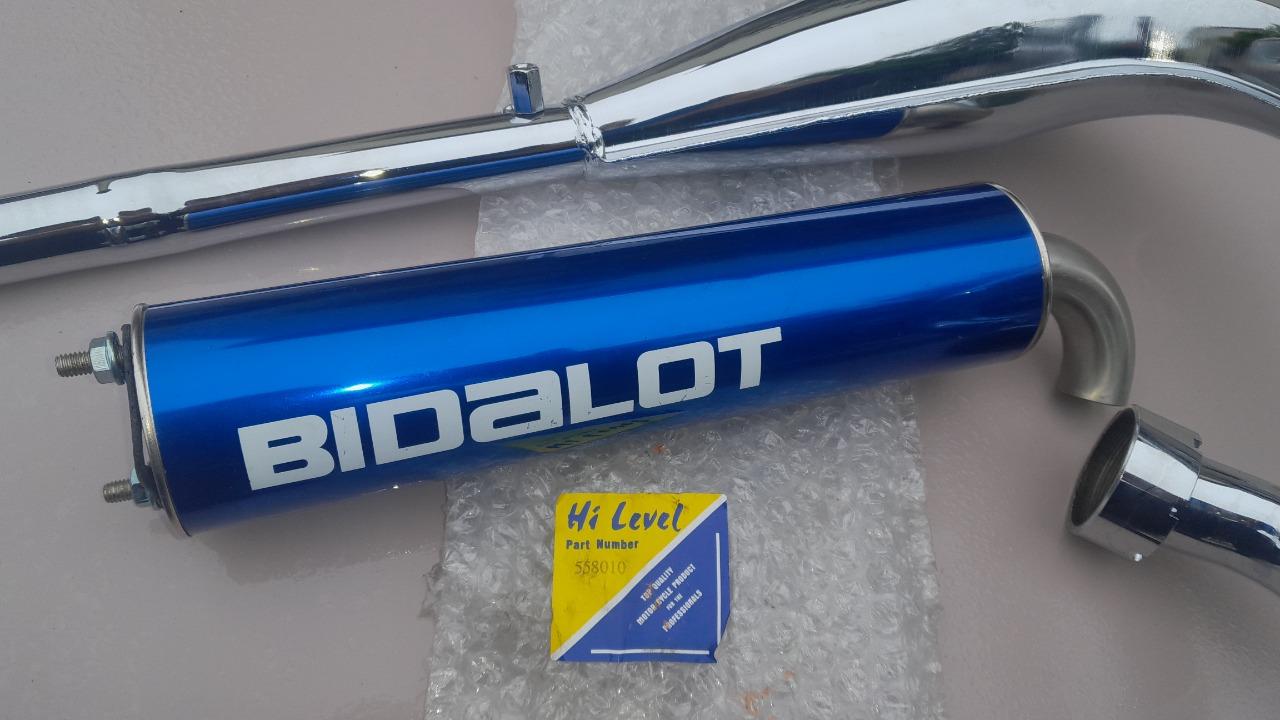 BIDALOT
Hi Level
Part Number
558010
TOP QUALITY
MOTORCYCLE PRODUCT
FOR THE
PROFESSIONALS